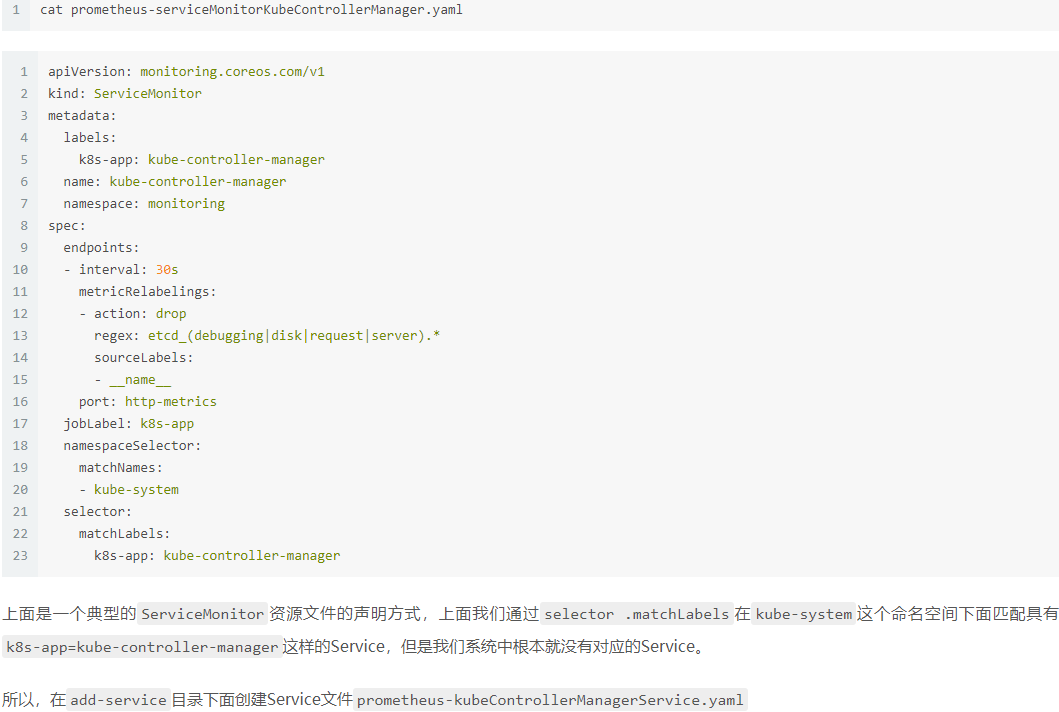 1 cat prometheus-serviceMonitorKubeControllerManager.yaml
1 apiVersion: monitoring.coreos.com/v1
2 kind: ServiceMonitor
3 metadata:
4   labels:
5     k8s-app: kube-controller-manager
6   name: kube-controller-manager
7   namespace: monitoring
8 spec:
9   endpoints:
10   - interval: 30s
11     metricRelabelings:
12     - action: drop
13       regex: etcd_(debugging|disk|request|server).*
14       sourceLabels:
15       - __name__
16     port: http-metrics
17   jobLabel: k8s-app
18   namespaceSelector:
19     matchNames:
20     - kube-system
21   selector:
22     matchLabels:
23       k8s-app: kube-controller-manager
上面是一个典型的 ServiceMonitor 资源文件的声明方式，上面我们通过 selector .matchLabels 在 kube-system 这个命名空间下面匹配具有
k8s-app=kube-controller-manager 这样的Service，但是我们系统中根本就没有对应的Service。
所以，在 add-service 目录下面创建Service文件 prometheus-kubeControllerManagerService.yaml